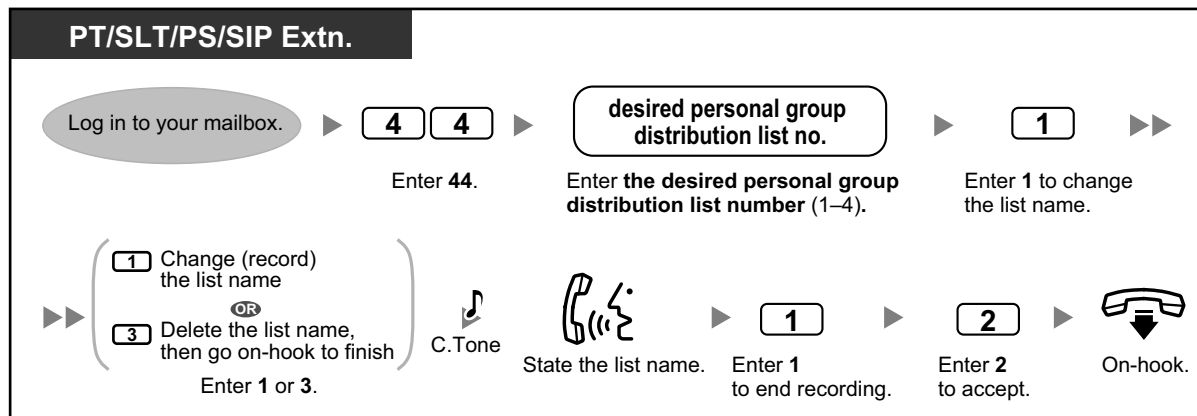 PT/SLT/PS/SIP Extn.
Log in to your mailbox.
4 4
Enter 44.
desired personal group
distribution list no.
Enter the desired personal group
distribution list number (1–4).
1
Enter 1 to change
the list name.
1 Change (record)
the list name
OR
3 Delete the list name,
then go on-hook to finish
Enter 1 or 3.
C.Tone
State the list name.
1
Enter 1
to end recording.
2
Enter 2
to accept.
On-hook.